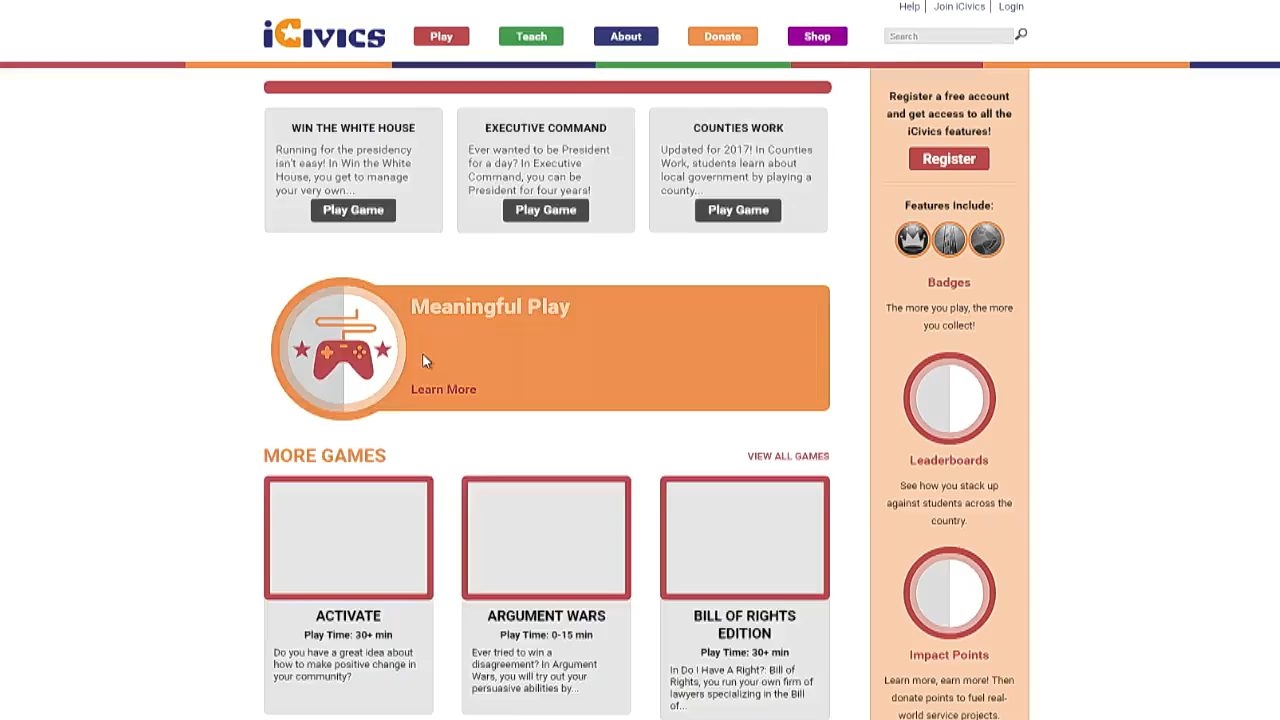 Help Join iCivics Login
iCivics Play Teach About Donate Shop Search
WIN THE WHITE HOUSE
Running for the presidency
isn't easy! In Win the White
House, you get to manage
your very own...
Play Game
EXECUTIVE COMMAND
Ever wanted to be President
for a day? In Executive
Command, you can be
President for four years!
Play Game
COUNTIES WORK
Updated for 2017! In Counties
Work, students learn about
local government by playing a
county...
Play Game
Meaningful Play
Learn More
MORE GAMES
VIEW ALL GAMES
ACTIVATE
Play Time: 30+ min
Do you have a great idea about
how to make positive change in
your community?
ARGUMENT WARS
Play Time: 0-15 min
Ever tried to win a
disagreement? In Argument
Wars, you will try out your
persuasive abilities by...
BILL OF RIGHTS
EDITION
Play Time: 30+ min
In Do I Have A Right?: Bill of
Rights, you run your own firm of
lawyers specializing in the Bill
of...
Register a free account
and get access to all the
iCivics features!
Register
Features Include:
Badges
The more you play, the more
you collect!
Leaderboards
See how you stack up
against students across the
country.
Impact Points
Learn more, earn more! Then
donate points to fuel real-
world service projects.